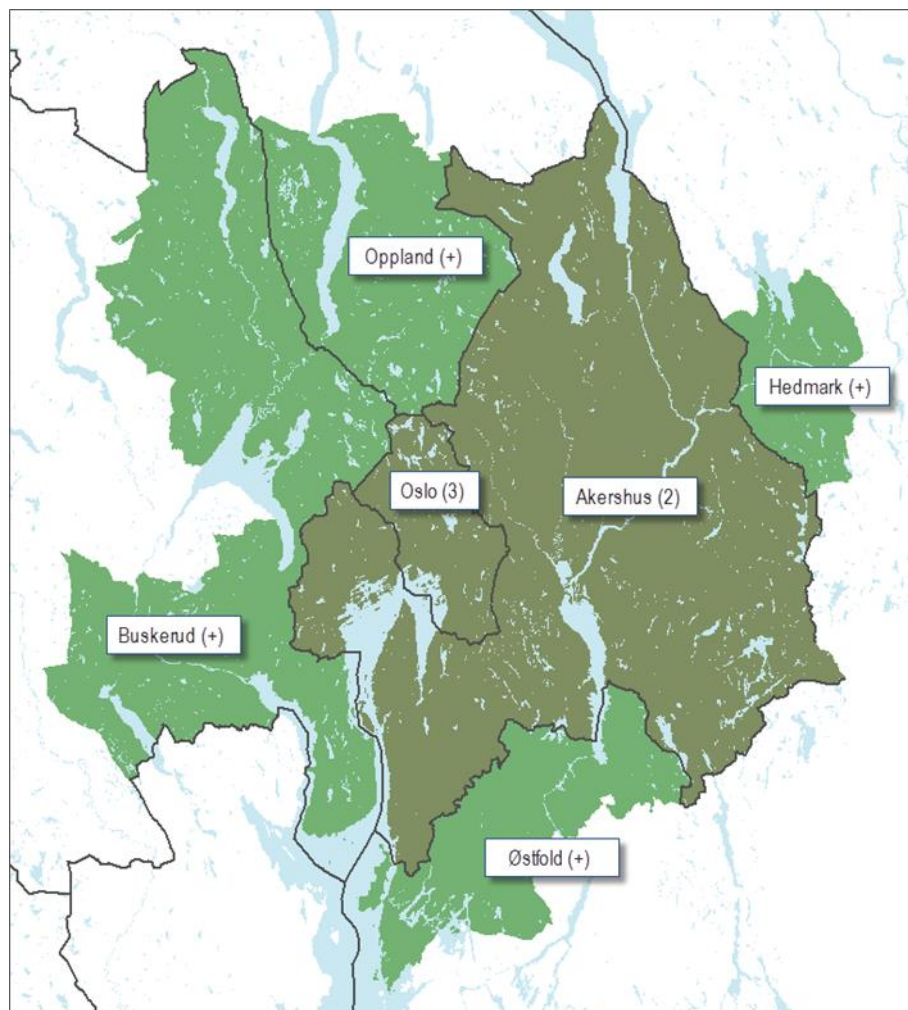 Oppland (+)
Hedmark (+)
Oslo (3)
Akershus (2)
Buskerud (+)
Østfold (+)